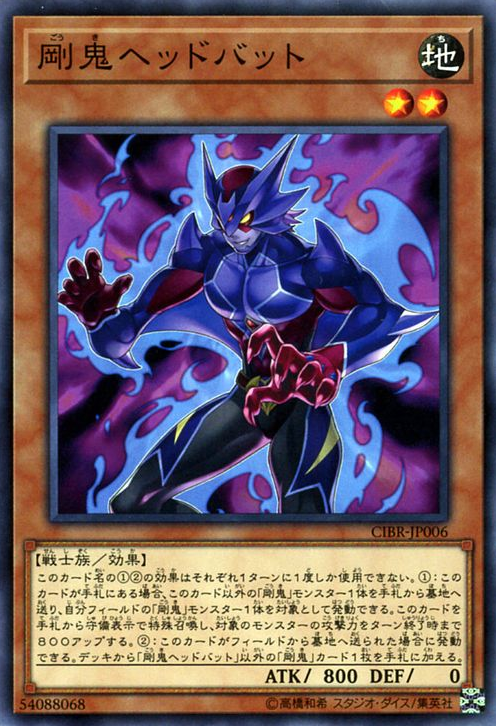 剛鬼ヘッドバット
地
CIBR-JP006
【戦士族／効果】
このカード名の①②の効果はそれぞれ1ターンに1度しか使用できない。①：この
カードが手札にある場合、このカード以外の「剛鬼」モンスター1体を手札から墓地へ
送り、自分フィールドの「剛鬼」モンスター1体を対象として発動できる。このカードを
手札から守備表示で特殊召喚し、対象のモンスターの攻撃力をターン終了時まで
800アップする。②：このカードがフィールドから墓地へ送られた場合に発動
できる。デッキから「剛鬼ヘッドバット」以外の「剛鬼」カード1枚を手札に加える。
ATK/ 800 DEF/ 0
54088068 ©高橋和希 スタジオ・ダイス/集英社